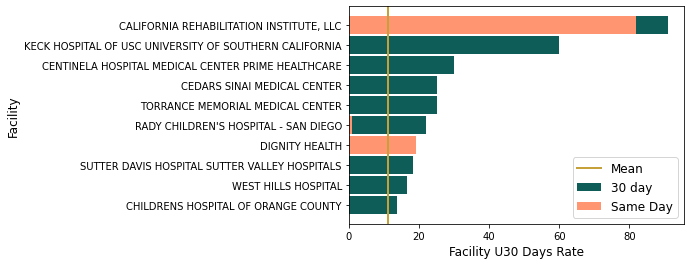 CALIFORNIA REHABILITATION INSTITUTE, LLC
KECK HOSPITAL OF USC UNIVERSITY OF SOUTHERN CALIFORNIA
CENTINELA HOSPITAL MEDICAL CENTER PRIME HEALTHCARE
CEDARS SINAI MEDICAL CENTER
TORRANCE MEMORIAL MEDICAL CENTER
RADY CHILDREN'S HOSPITAL - SAN DIEGO
DIGNITY HEALTH
SUTTER DAVIS HOSPITAL SUTTER VALLEY HOSPITALS
WEST HILLS HOSPITAL
CHILDRENS HOSPITAL OF ORANGE COUNTY
Facility
Mean
30 day
Same Day
0 20 40 60 80
Facility U30 Days Rate